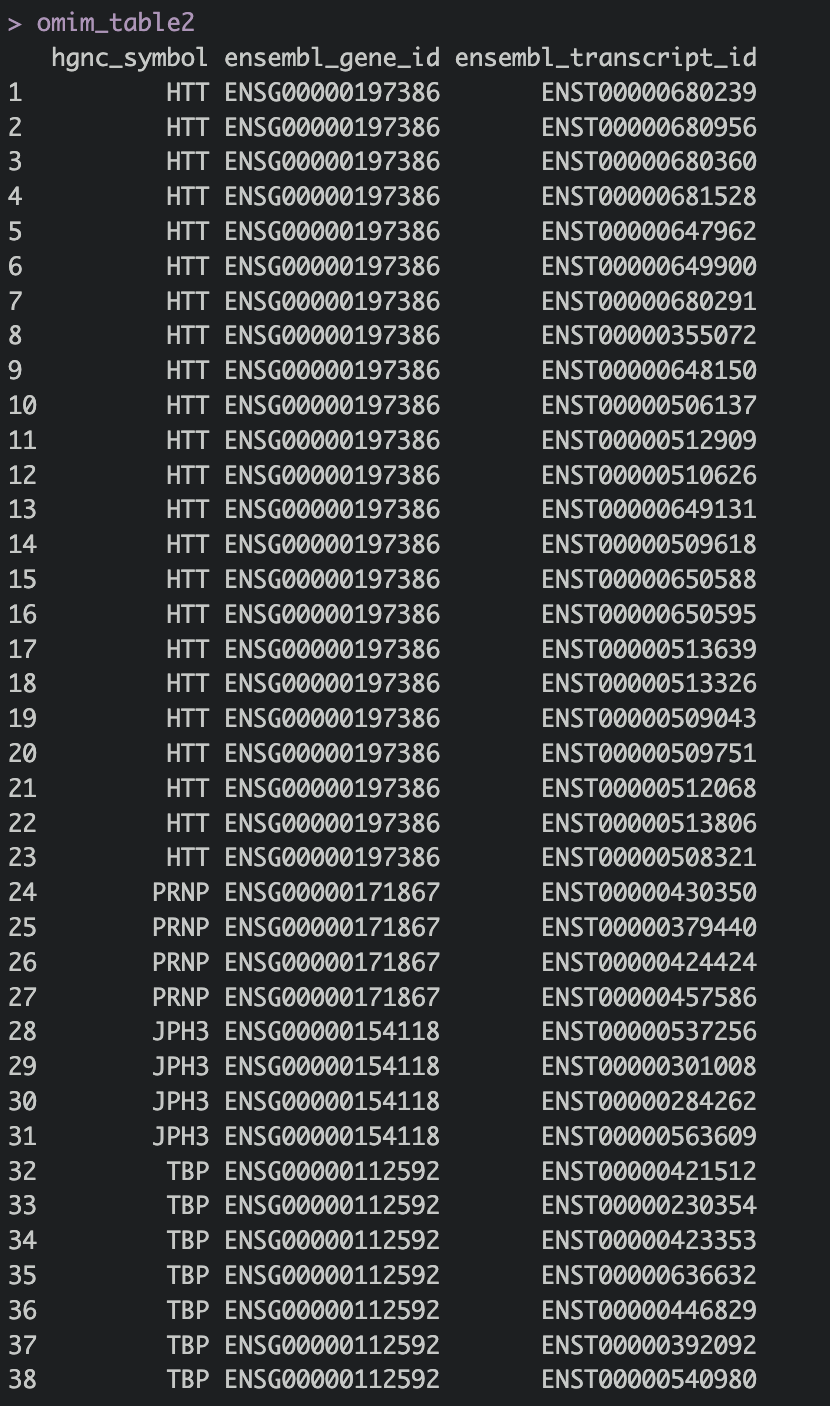 > omim_table2
hgnc_symbol ensembl_gene_id ensembl_transcript_id
1 HTT ENSG00000197386 ENST00000680239
2 HTT ENSG00000197386 ENST00000680956
3 HTT ENSG00000197386 ENST00000680360
4 HTT ENSG00000197386 ENST00000681528
5 HTT ENSG00000197386 ENST00000647962
6 HTT ENSG00000197386 ENST00000649900
7 HTT ENSG00000197386 ENST00000680291
8 HTT ENSG00000197386 ENST00000355072
9 HTT ENSG00000197386 ENST00000648150
10 HTT ENSG00000197386 ENST00000506137
11 HTT ENSG00000197386 ENST00000512909
12 HTT ENSG00000197386 ENST00000510626
13 HTT ENSG00000197386 ENST00000649131
14 HTT ENSG00000197386 ENST00000509618
15 HTT ENSG00000197386 ENST00000650588
16 HTT ENSG00000197386 ENST00000650595
17 HTT ENSG00000197386 ENST00000513639
18 HTT ENSG00000197386 ENST00000513326
19 HTT ENSG00000197386 ENST00000509043
20 HTT ENSG00000197386 ENST00000509751
21 HTT ENSG00000197386 ENST00000512068
22 HTT ENSG00000197386 ENST00000513806
23 HTT ENSG00000197386 ENST00000508321
24 PRNP ENSG00000171867 ENST00000430350
25 PRNP ENSG00000171867 ENST00000379440
26 PRNP ENSG00000171867 ENST00000424424
27 PRNP ENSG00000171867 ENST00000457586
28 JPH3 ENSG00000154118 ENST00000537256
29 JPH3 ENSG00000154118 ENST00000301008
30 JPH3 ENSG00000154118 ENST00000284262
31 JPH3 ENSG00000154118 ENST00000563609
32 TBP ENSG00000112592 ENST00000421512
33 TBP ENSG00000112592 ENST00000230354
34 TBP ENSG00000112592 ENST00000423353
35 TBP ENSG00000112592 ENST00000636632
36 TBP ENSG00000112592 ENST00000446829
37 TBP ENSG00000112592 ENST00000392092
38 TBP ENSG00000112592 ENST00000540980